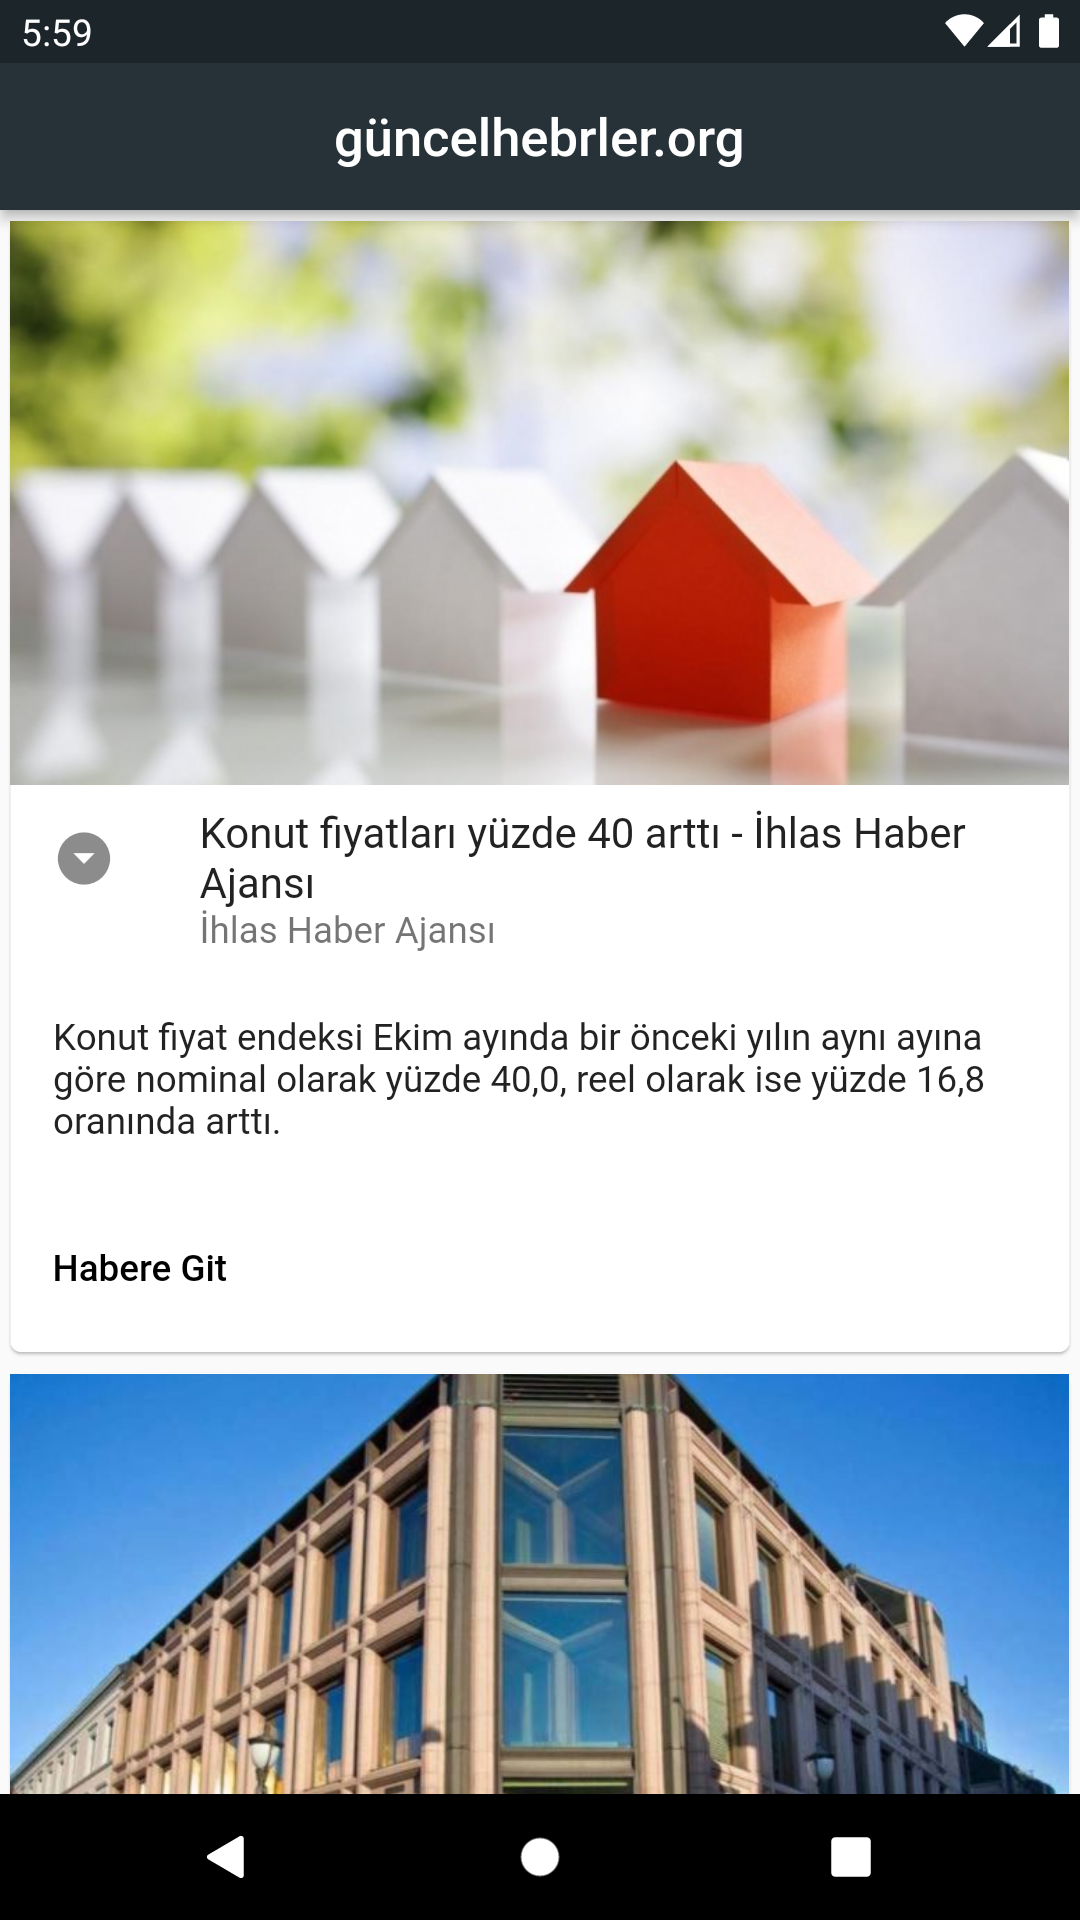 5:59
güncelhebrler.org
Konut fiyatları yüzde 40 arttı - İhlas Haber
Ajansı
İhlas Haber Ajansı
Konut fiyat endeksi Ekim ayında bir önceki yılın aynı ayına
göre nominal olarak yüzde 40,0, reel olarak ise yüzde 16,8
oranında arttı.
Habere Git